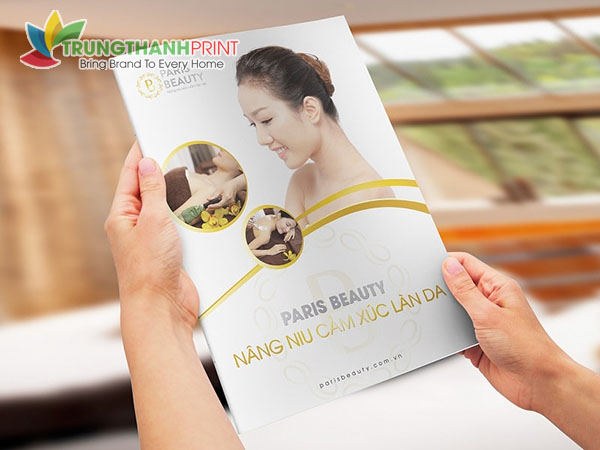 TRUNGTHANHPRINT
Bring Brand To Every Home
PARIS
BEAUTY
P
PARIS BEAUTY
NÂNG NIU CẢM XÚC LÀN DA
parisbeauty.com.vn